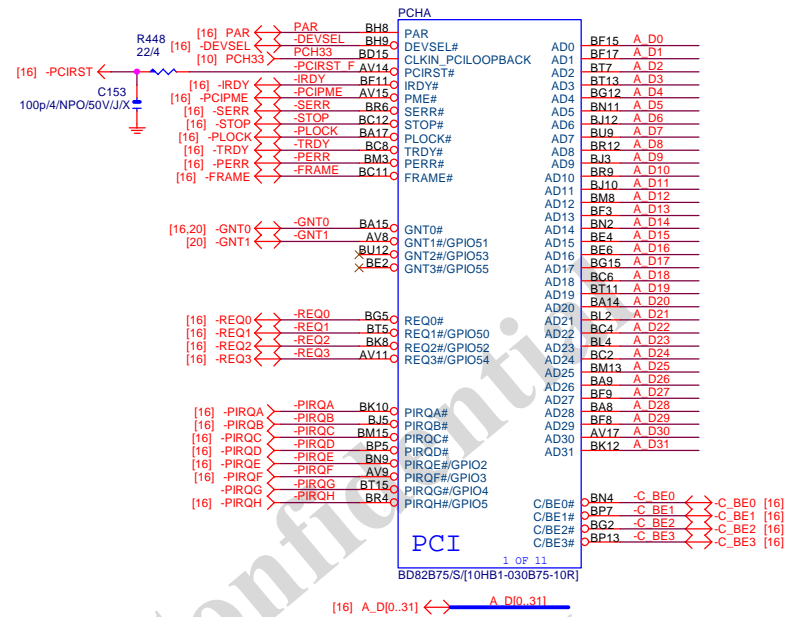 PCHA
[16] PAR PAR BH8 PAR
[16] -DEVSEL -DEVSEL BH9 DEVSEL#
[10] PCH33 PCH33 BD15 CLKIN_PCILOOPBACK
[16] -PCIRST R448 22/4 -PCIRST_F AV14 PCIRST#
C153
100p/4/NPO/50V/J/X
[16] -IRDY -IRDY BF11 IRDY#
[16] -PCIPME -PCIPME AV15 PME#
[16] -SERR -SERR BR6 SERR#
[16] -STOP -STOP BC12 STOP#
[16] -PLOCK -PLOCK BA17 PLOCK#
[16] -TRDY -TRDY BC8 TRDY#
[16] -PERR -PERR BM3 PERR#
[16] -FRAME -FRAME BC11 FRAME#
[16,20] -GNT0 -GNT0 BA15 GNT0#
[20] -GNT1 -GNT1 AV8 GNT1#/GPIO51
BU12 GNT2#/GPIO53
BE2 GNT3#/GPIO55
[16] -REQ0 -REQ0 BG5 REQ0#
[16] -REQ1 -REQ1 BT5 REQ1#/GPIO50
[16] -REQ2 -REQ2 BK8 REQ2#/GPIO52
[16] -REQ3 -REQ3 AV11 REQ3#/GPIO54
[16] -PIRQA -PIRQA BK10 PIRQA#
[16] -PIRQB -PIRQB BJ5 PIRQB#
[16] -PIRQC -PIRQC BM15 PIRQC#
[16] -PIRQD -PIRQD BP5 PIRQD#
[16] -PIRQE -PIRQE BN9 PIRQE#/GPIO2
[16] -PIRQF -PIRQF AV9 PIRQF#/GPIO3
-PIRQG -PIRQG BT15 PIRQG#/GPIO4
[16] -PIRQH -PIRQH BR4 PIRQH#/GPIO5
AD0 BF15 A_D0
AD1 BF17 A_D1
AD2 BT7 A_D2
AD3 BT13 A_D3
AD4 BG12 A_D4
AD5 BN11 A_D5
AD6 BJ12 A_D6
AD7 BU9 A_D7
AD8 BR12 A_D8
AD9 BJ3 A_D9
AD10 BR9 A_D10
AD11 BJ10 A_D11
AD12 BM8 A_D12
AD13 BF3 A_D13
AD14 BN2 A_D14
AD15 BE4 A_D15
AD16 BE6 A_D16
AD17 BG15 A_D17
AD18 BC6 A_D18
AD19 BT11 A_D19
AD20 BA14 A_D20
AD21 BL2 A_D21
AD22 BC4 A_D22
AD23 BL4 A_D23
AD24 BC2 A_D24
AD25 BM13 A_D25
AD26 BA9 A_D26
AD27 BF9 A_D27
AD28 BA8 A_D28
AD29 BF8 A_D29
AD30 AV17 A_D30
AD31 BK12 A_D31
C/BE0# BN4 -C_BE0 -C_BE0 [16]
C/BE1# BP7 -C_BE1 -C_BE1 [16]
C/BE2# BG2 -C_BE2 -C_BE2 [16]
C/BE3# BP13 -C_BE3 -C_BE3 [16]
PCI
1 OF 11
BD82B75/S/[10HB1-030B75-10R]
[16] A_D[0..31] A_D[0..31]
Confidential